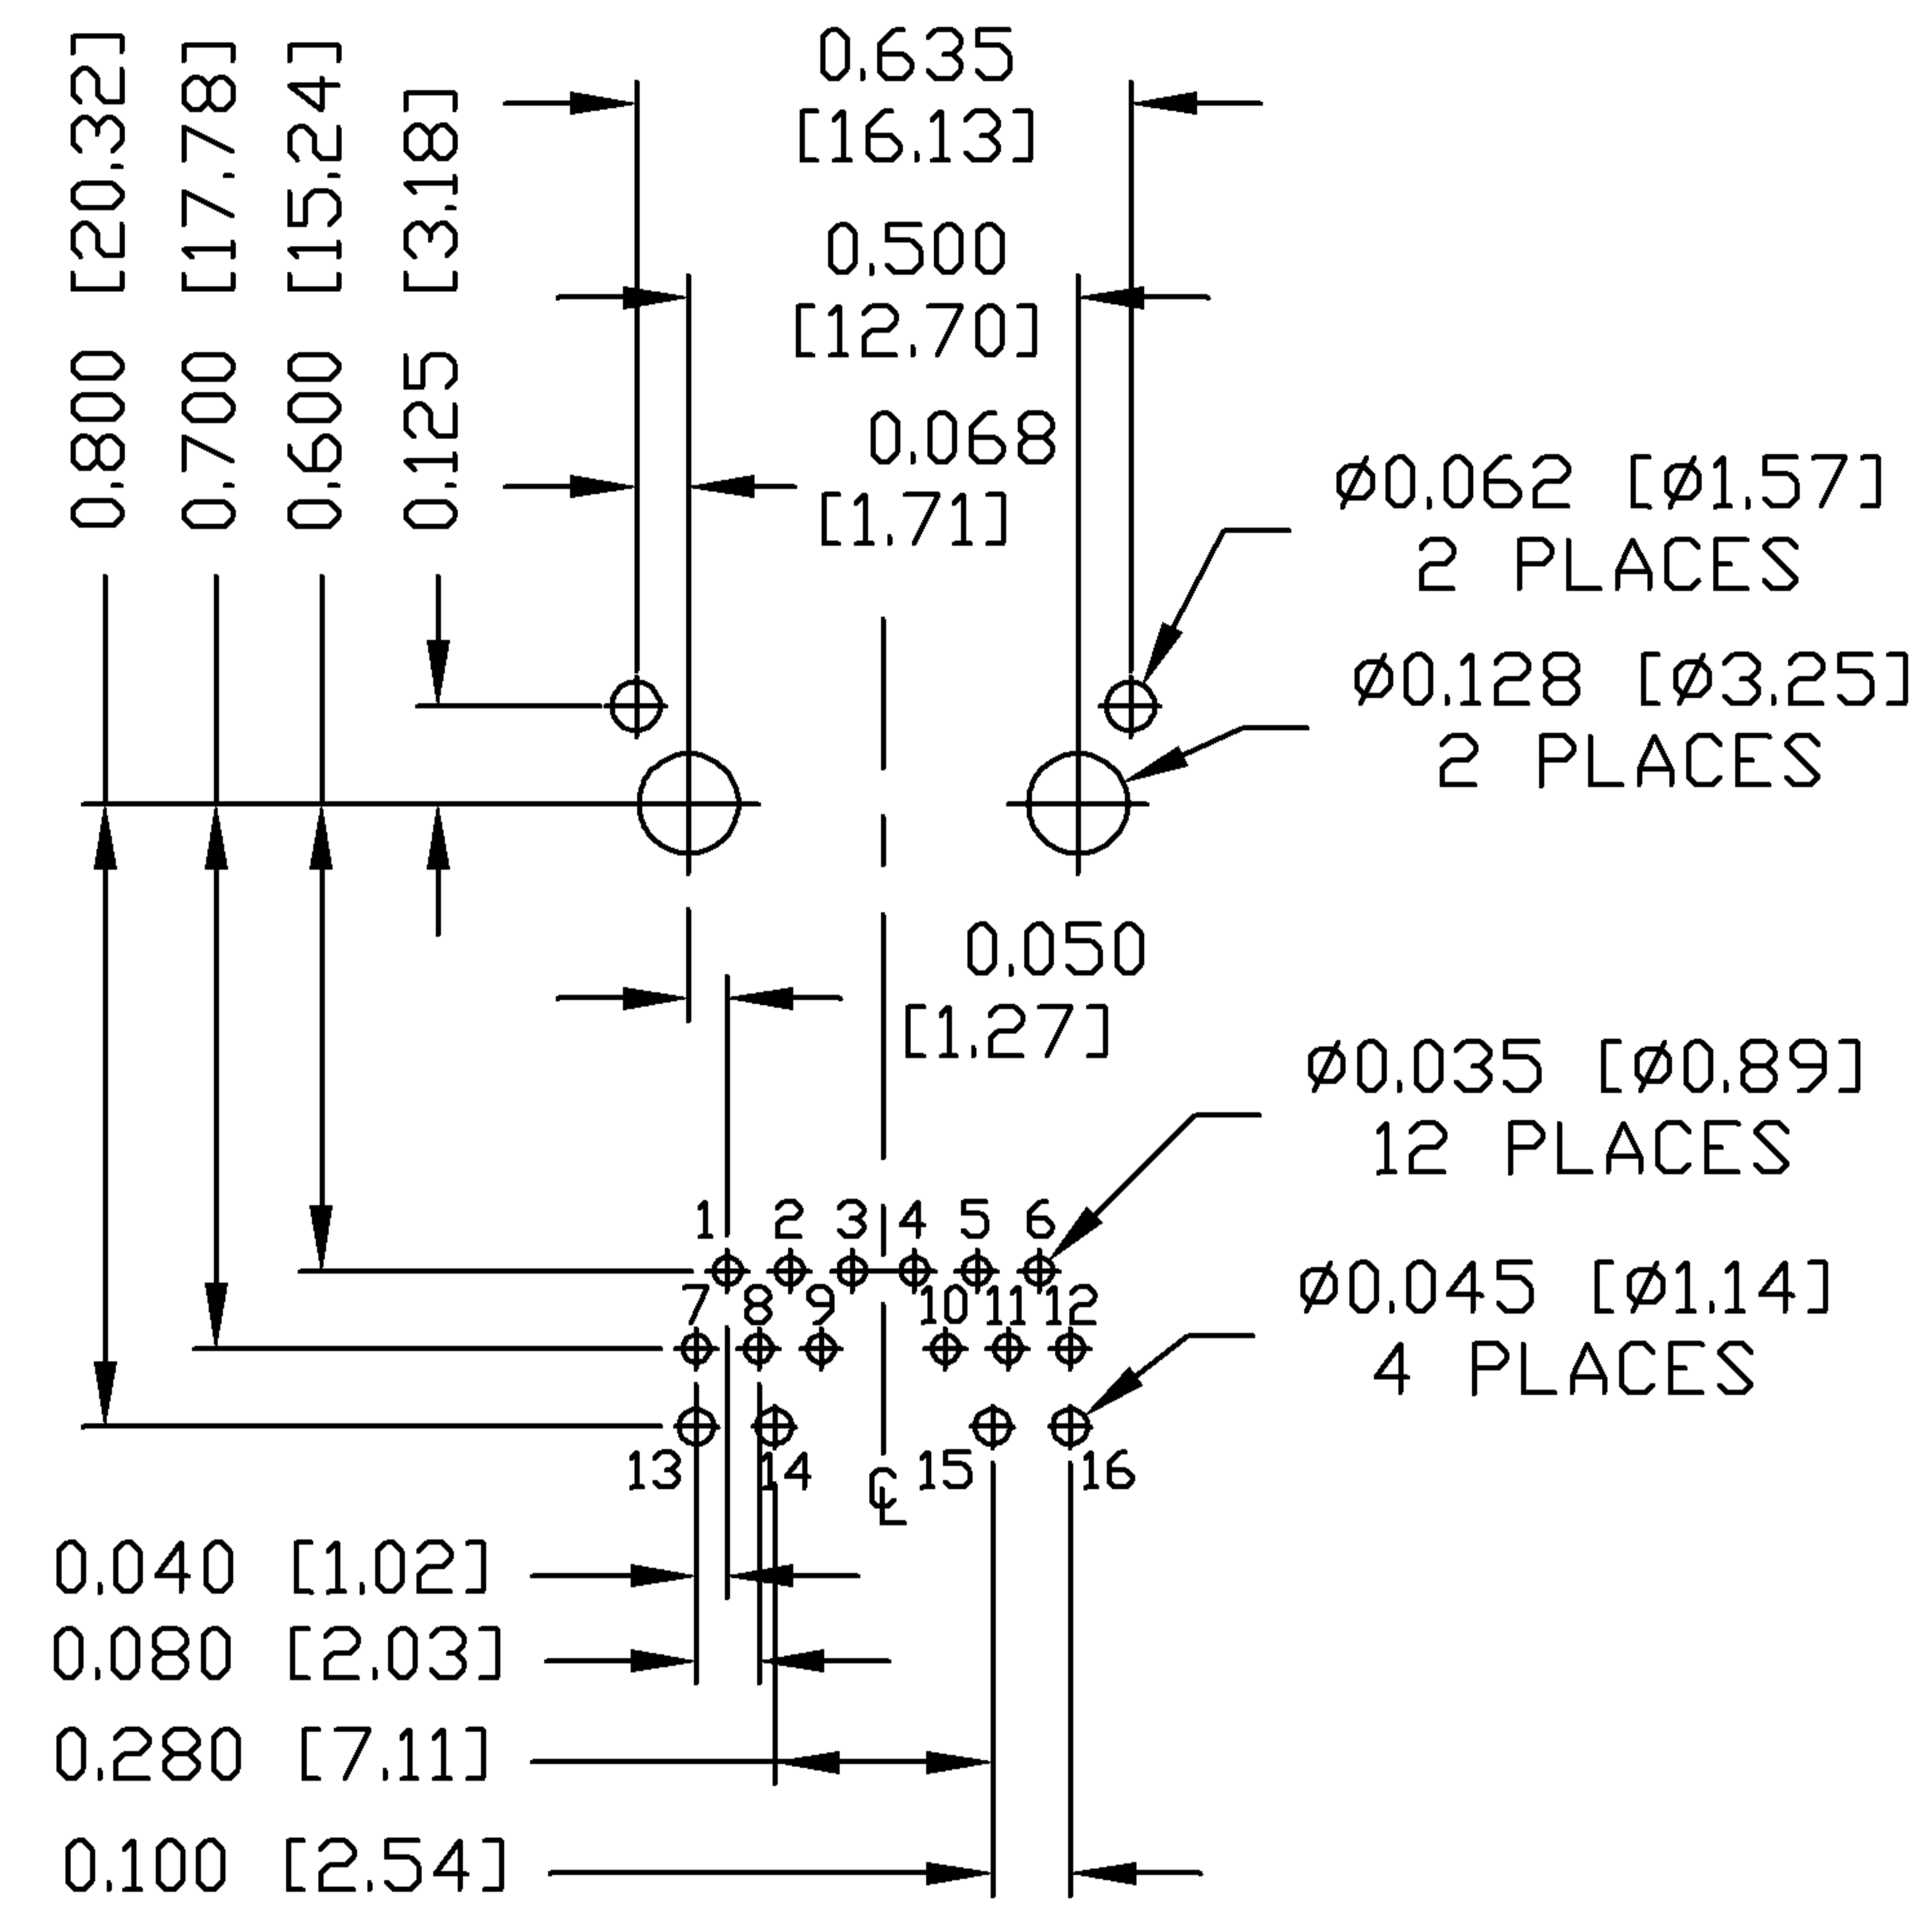 0.800 [20.32]
0.700 [17.78]
0.600 [15.24]
0.125 [3.18]
0.635
[16.13]
0.500
[12.70]
0.068
[1.71]
ø0.062 [ø1.57]
2 PLACES
ø0.128 [ø3.25]
2 PLACES
0.050
[1.27]
ø0.035 [ø0.89]
12 PLACES
1 2 3 4 5 6
7 8 9 10 11 12
ø0.045 [ø1.14]
4 PLACES
13 14 ℄ 15 16
0.040 [1.02]
0.080 [2.03]
0.280 [7.11]
0.100 [2.54]